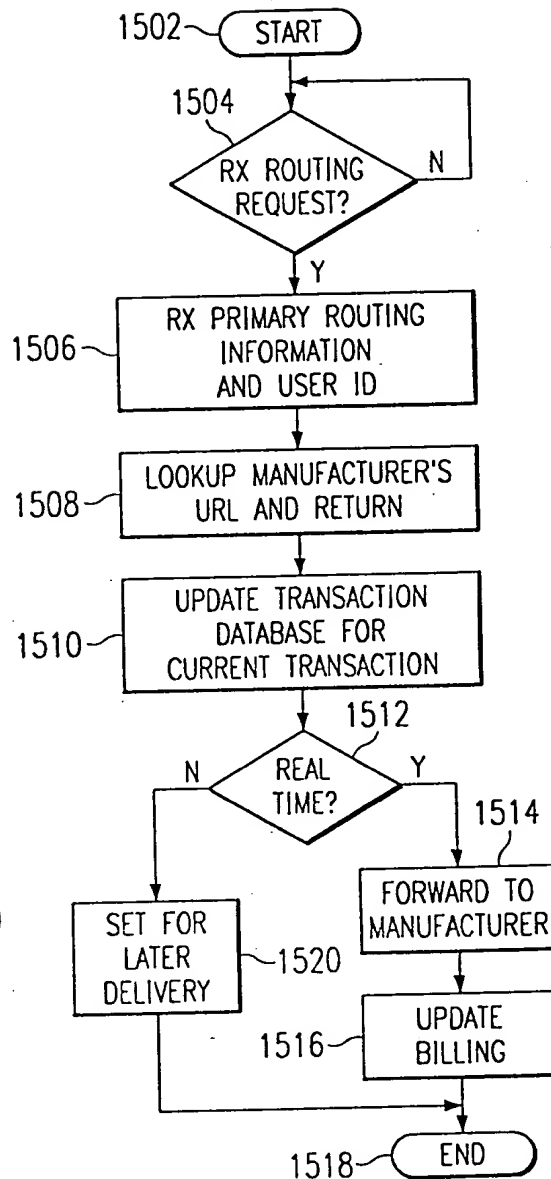 1502
START
1504
RX ROUTING
REQUEST?
N
Y
1506
RX PRIMARY ROUTING
INFORMATION
AND USER ID
1508
LOOKUP MANUFACTURER'S
URL AND RETURN
1510
UPDATE TRANSACTION
DATABASE FOR
CURRENT TRANSACTION
1512
N
REAL
TIME?
Y
1514
FORWARD TO
MANUFACTURER
SET FOR
LATER
DELIVERY
1520
1516
UPDATE
BILLING
1518
END